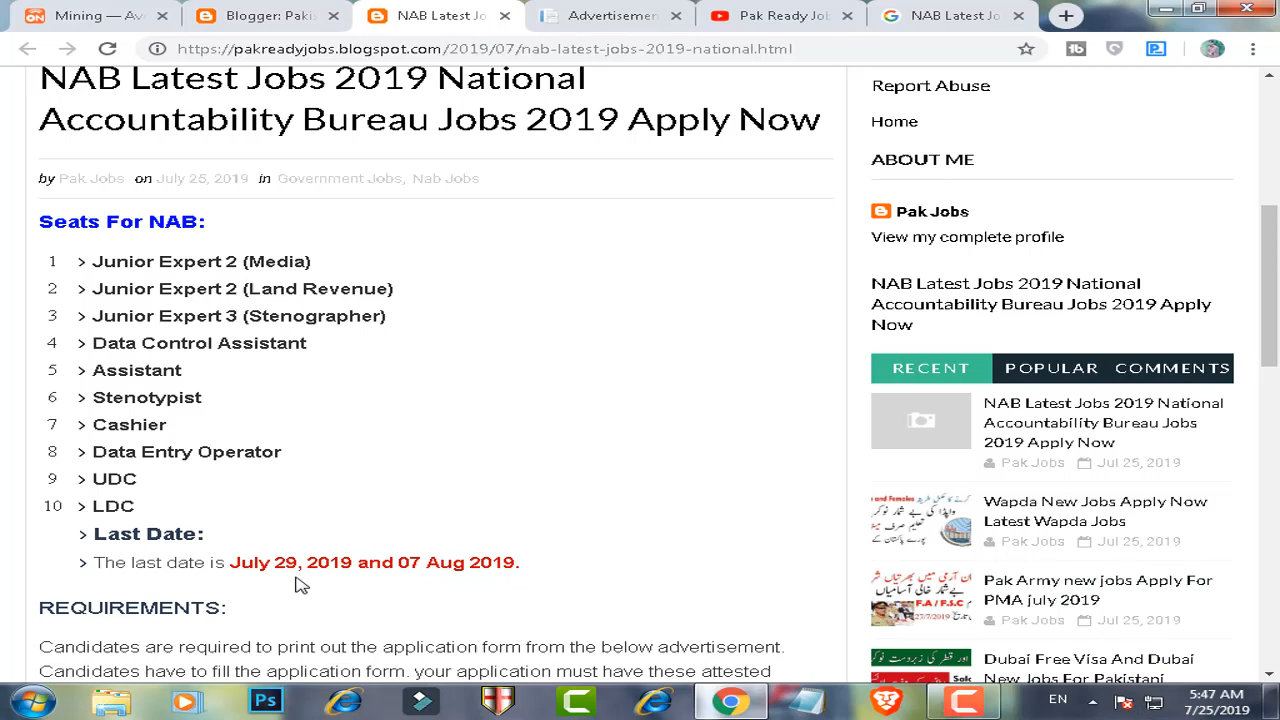 Mining — Ave
Blogger: Pakis
NAB Latest Jo
Advertisemen
Pak Ready Job
NAB Latest Jo
https://pakreadyjobs.blogspot.com/2019/07/nab-latest-jobs-2019-national.html
NAB Latest Jobs 2019 National
Accountability Bureau Jobs 2019 Apply Now
by Pak Jobs on July 25, 2019 in Government Jobs, Nab Jobs
Seats For NAB:
1 > Junior Expert 2 (Media)
2 > Junior Expert 2 (Land Revenue)
3 > Junior Expert 3 (Stenographer)
4 > Data Control Assistant
5 > Assistant
6 > Stenotypist
7 > Cashier
8 > Data Entry Operator
9 > UDC
10 > LDC
> Last Date:
> The last date is July 29, 2019 and 07 Aug 2019.
REQUIREMENTS:
Candidates are required to print out the application form from the below advertisement.
Candidates have to fill the application form. your application must have these attested
Report Abuse
Home
ABOUT ME
Pak Jobs
View my complete profile
NAB Latest Jobs 2019 National
Accountability Bureau Jobs 2019 Apply
Now
RECENT POPULAR COMMENTS
NAB Latest Jobs 2019 National
Accountability Bureau Jobs
2019 Apply Now
Pak Jobs Jul 25, 2019
Wapda New Jobs Apply Now
Latest Wapda Jobs
Pak Jobs Jul 25, 2019
Pak Army new jobs Apply For
PMA july 2019
F.A / F.S.C
27/7/2019
Pak Jobs Jul 25, 2019
Dubai Free Visa And Dubai
New Jobs For Pakistani
EN
5:47 AM
7/25/2019